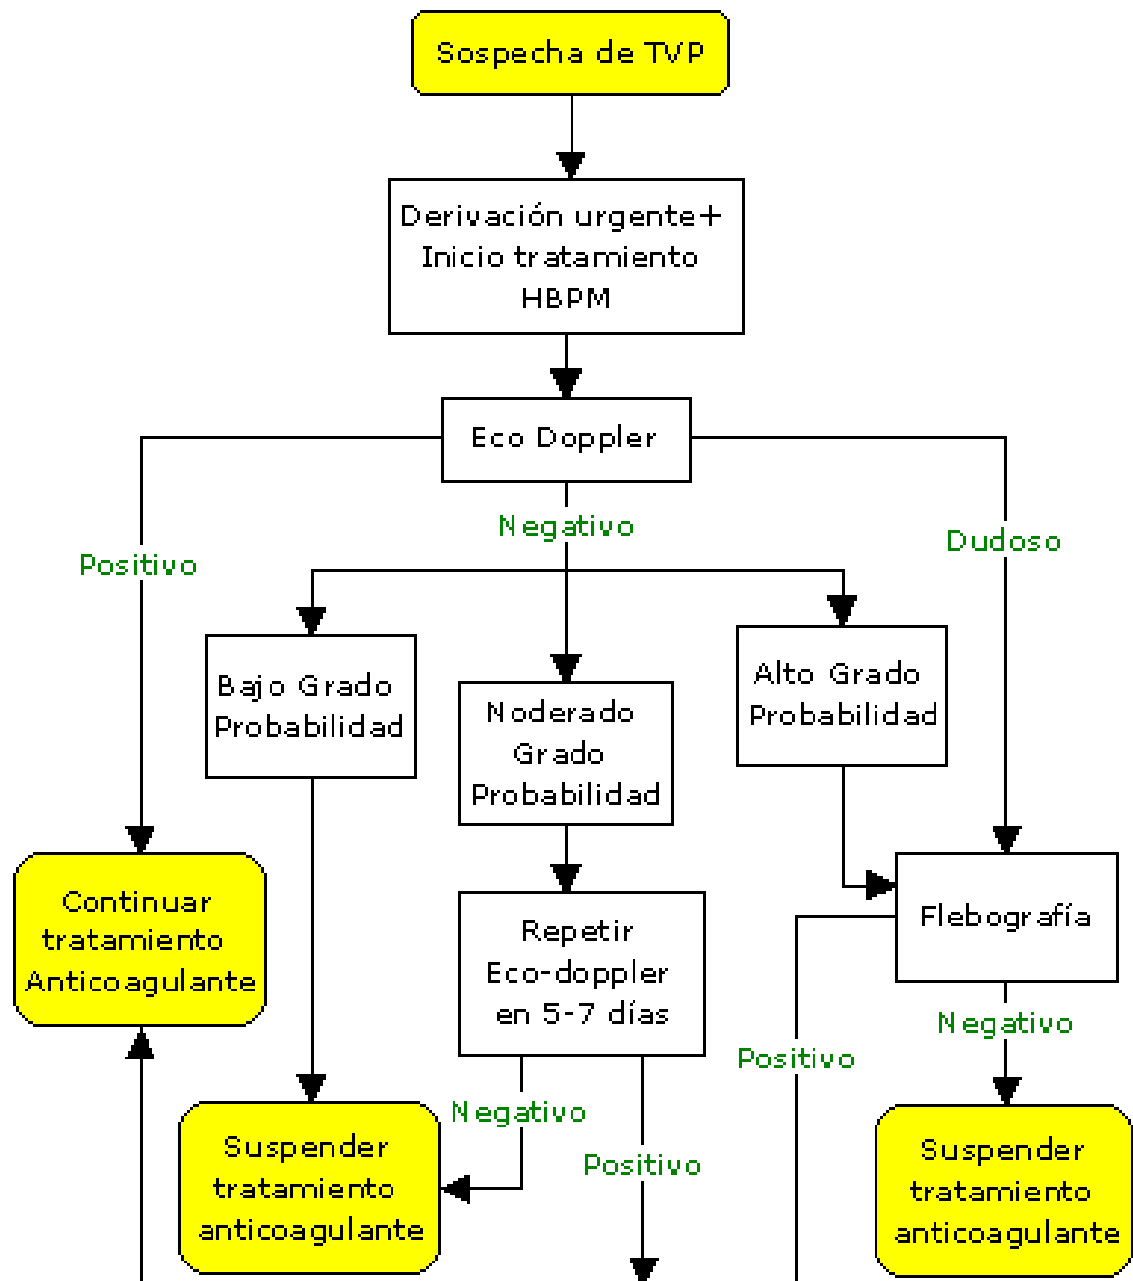 Sospecha de TVP
Derivación urgente+
Inicio tratamiento
HBPM
Eco Doppler
Negativo
Dudoso
Positivo
Bajo Grado
Probabilidad
Noderado
Grado
Probabilidad
Alto Grado
Probabilidad
Continuar
tratamiento
Anticoagulante
Repetir
Eco-doppler
en 5-7 días
Flebografía
Negativo
Positivo
Negativo
Positivo
Suspender
tratamiento
anticoagulante
Suspender
tratamiento
anticoagulante